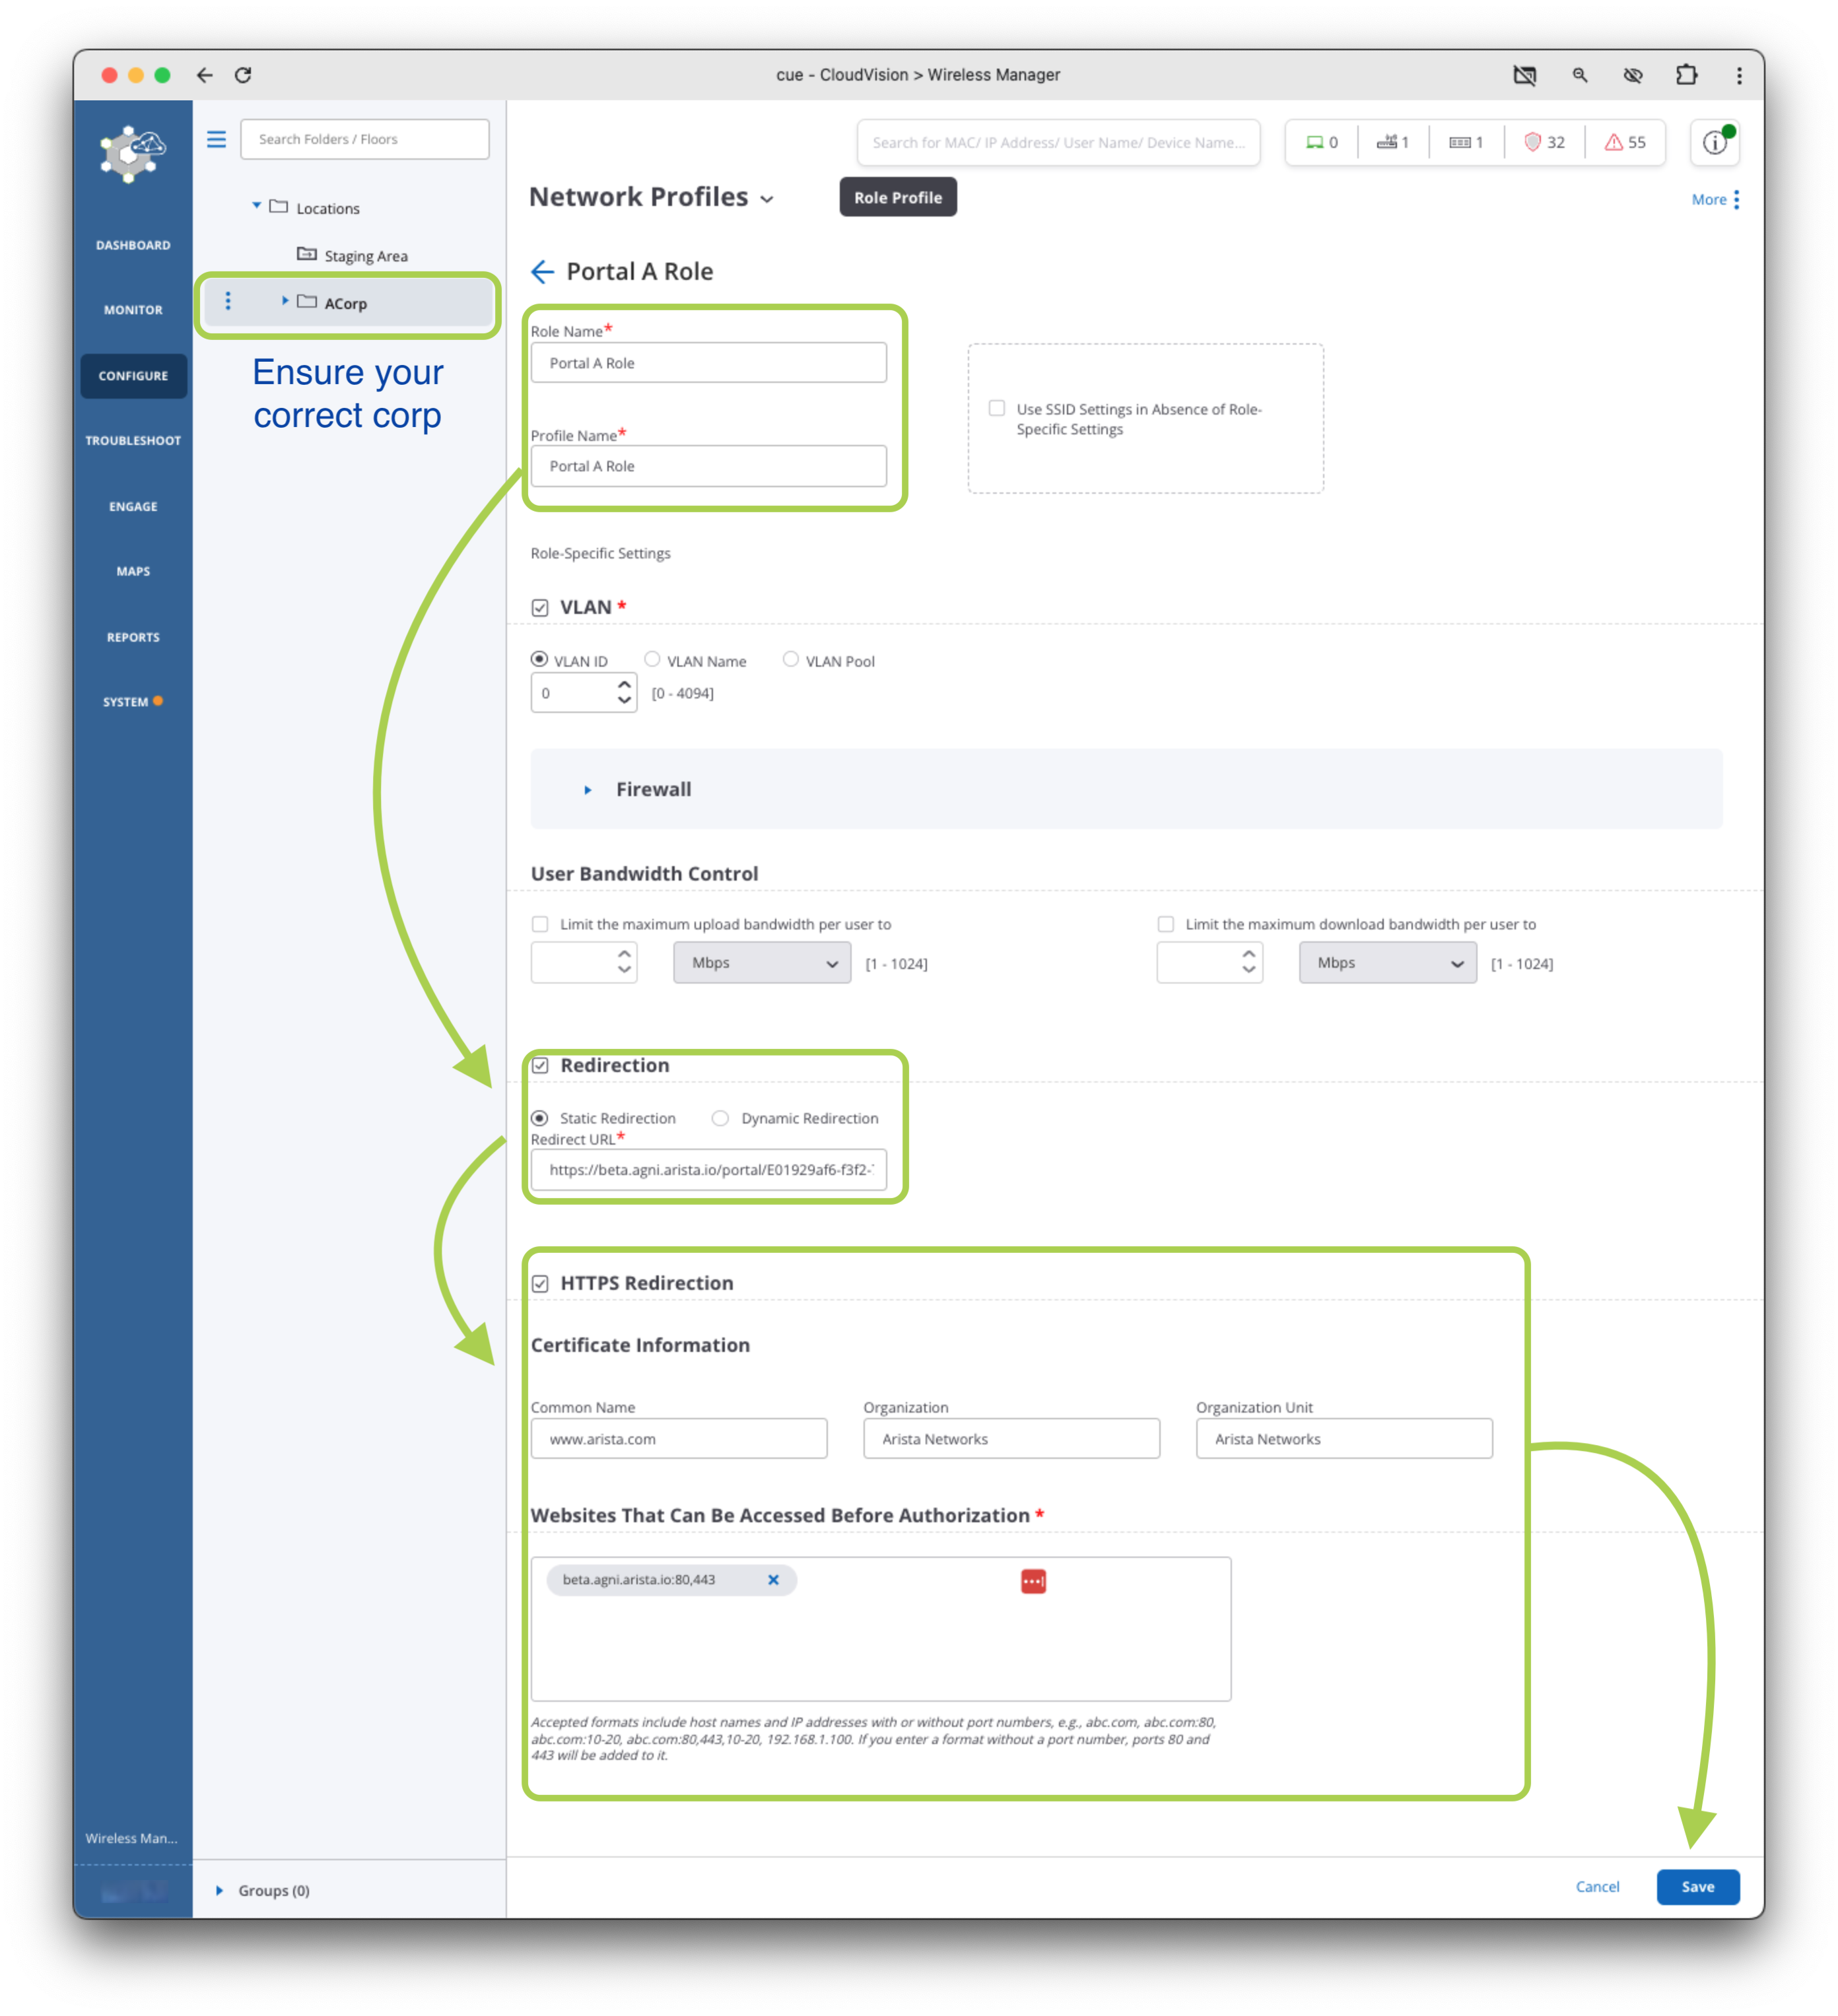 cue - CloudVision > Wireless Manager
Search Folders / Floors
Search for MAC/ IP Address/ User Name/ Device Name...
0
1
1
32
55
Network Profiles
Role Profile
More
Locations
Staging Area
ACorp
Ensure your
correct corp
DASHBOARD
MONITOR
CONFIGURE
TROUBLESHOOT
ENGAGE
MAPS
REPORTS
SYSTEM
Wireless Man...
Groups (0)
Portal A Role
Role Name*
Portal A Role
Profile Name*
Portal A Role
Use SSID Settings in Absence of Role-
Specific Settings
Role-Specific Settings
VLAN *
VLAN ID
VLAN Name
VLAN Pool
0
[0 - 4094]
Firewall
User Bandwidth Control
Limit the maximum upload bandwidth per user to
Limit the maximum download bandwidth per user to
Mbps
[1 - 1024]
Mbps
[1 - 1024]
Redirection
Static Redirection
Dynamic Redirection
Redirect URL*
https://beta.agni.arista.io/portal/E01929af6-f3f2-
HTTPS Redirection
Certificate Information
Common Name
Organization
Organization Unit
www.arista.com
Arista Networks
Arista Networks
Websites That Can Be Accessed Before Authorization *
beta.agni.arista.io:80,443
Accepted formats include host names and IP addresses with or without port numbers, e.g., abc.com, abc.com:80,
abc.com:10-20, abc.com:80,443,10-20, 192.168.1.100. If you enter a format without a port number, ports 80 and
443 will be added to it.
Cancel
Save